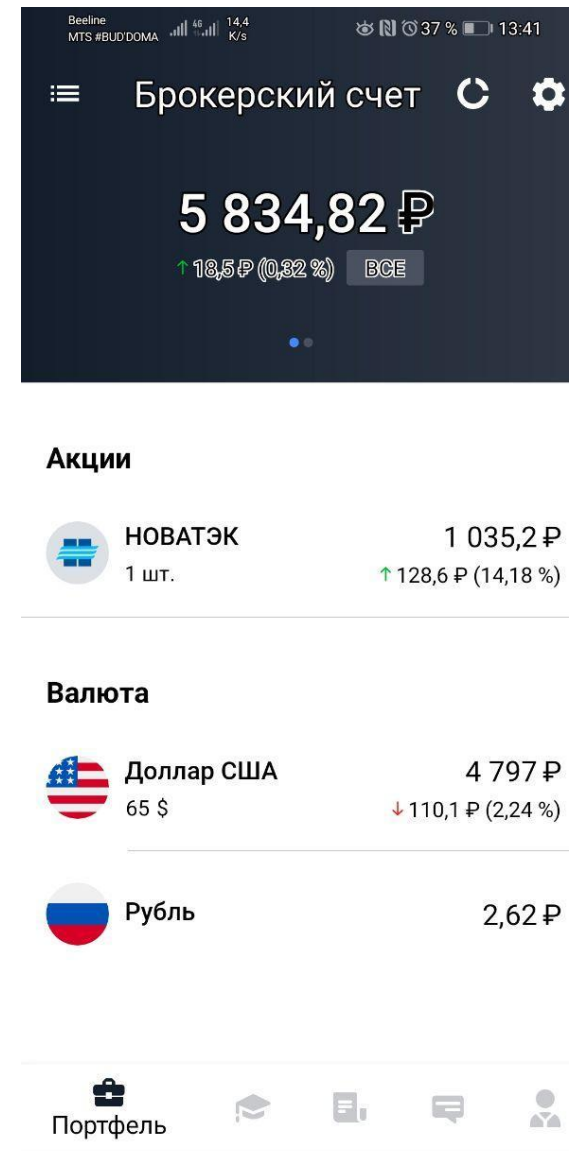 Beeline
MTS #BUD'DOMA 46 14,4 K/s 37 % 13:41
Брокерский счет
5 834,82 ₽
↑ 18,5 ₽ (0,32 %) ВСЕ
Акции
НОВАТЭК 1 035,2 ₽
1 шт. ↑ 128,6 ₽ (14,18 %)
Валюта
Доллар США 4 797 ₽
65 $ ↓ 110,1 ₽ (2,24 %)
Рубль 2,62 ₽
Портфель